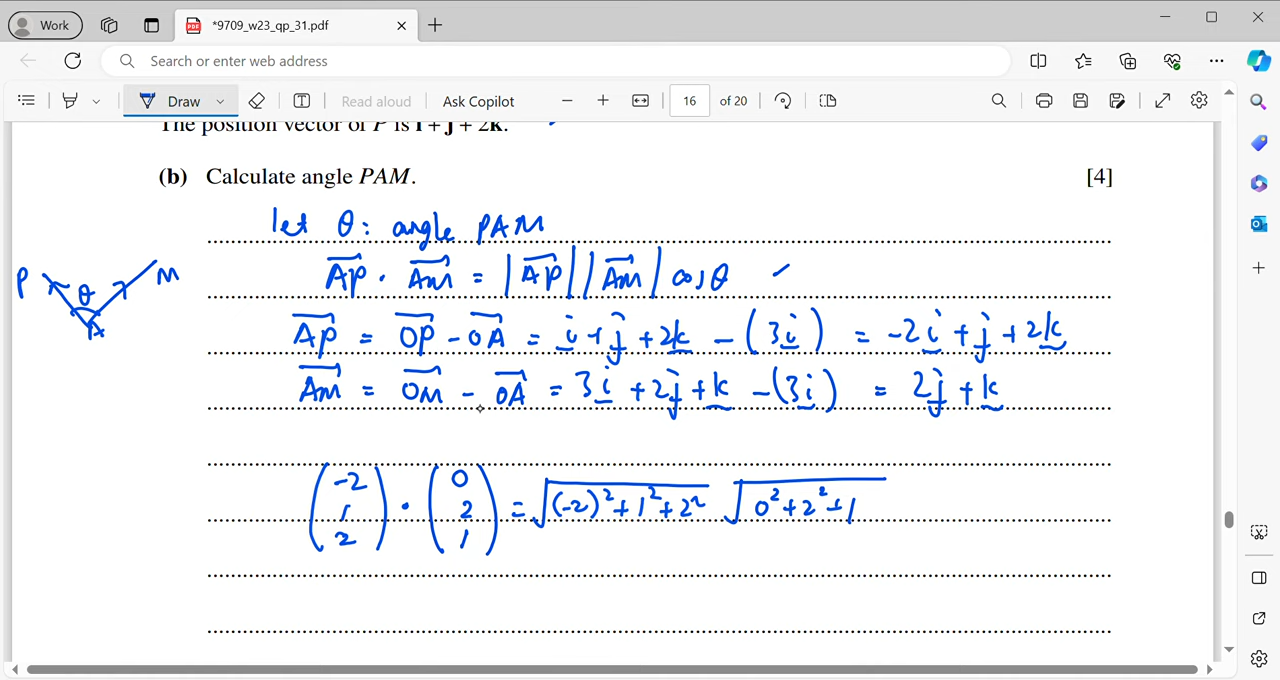 Work
*9709_w23_qp_31.pdf
Search or enter web address
Draw
Read aloud
Ask Copilot
16
of 20
The position vector of P is i + j + 2k.
(b) Calculate angle PAM. [4]
let θ: angle PAM
AP⃗ · AM⃗ = |AP⃗| |AM⃗| cosθ
AP⃗ = OP⃗ - OA⃗ = i + j + 2k - (3i) = -2i + j + 2k
AM⃗ = OM⃗ - OA⃗ = 3i + 2j + k - (3i) = 2j + k
P θ M
A
(-2 1 2) · (0 2 1) = √((-2)² + 1² + 2²) √(0² + 2² + 1